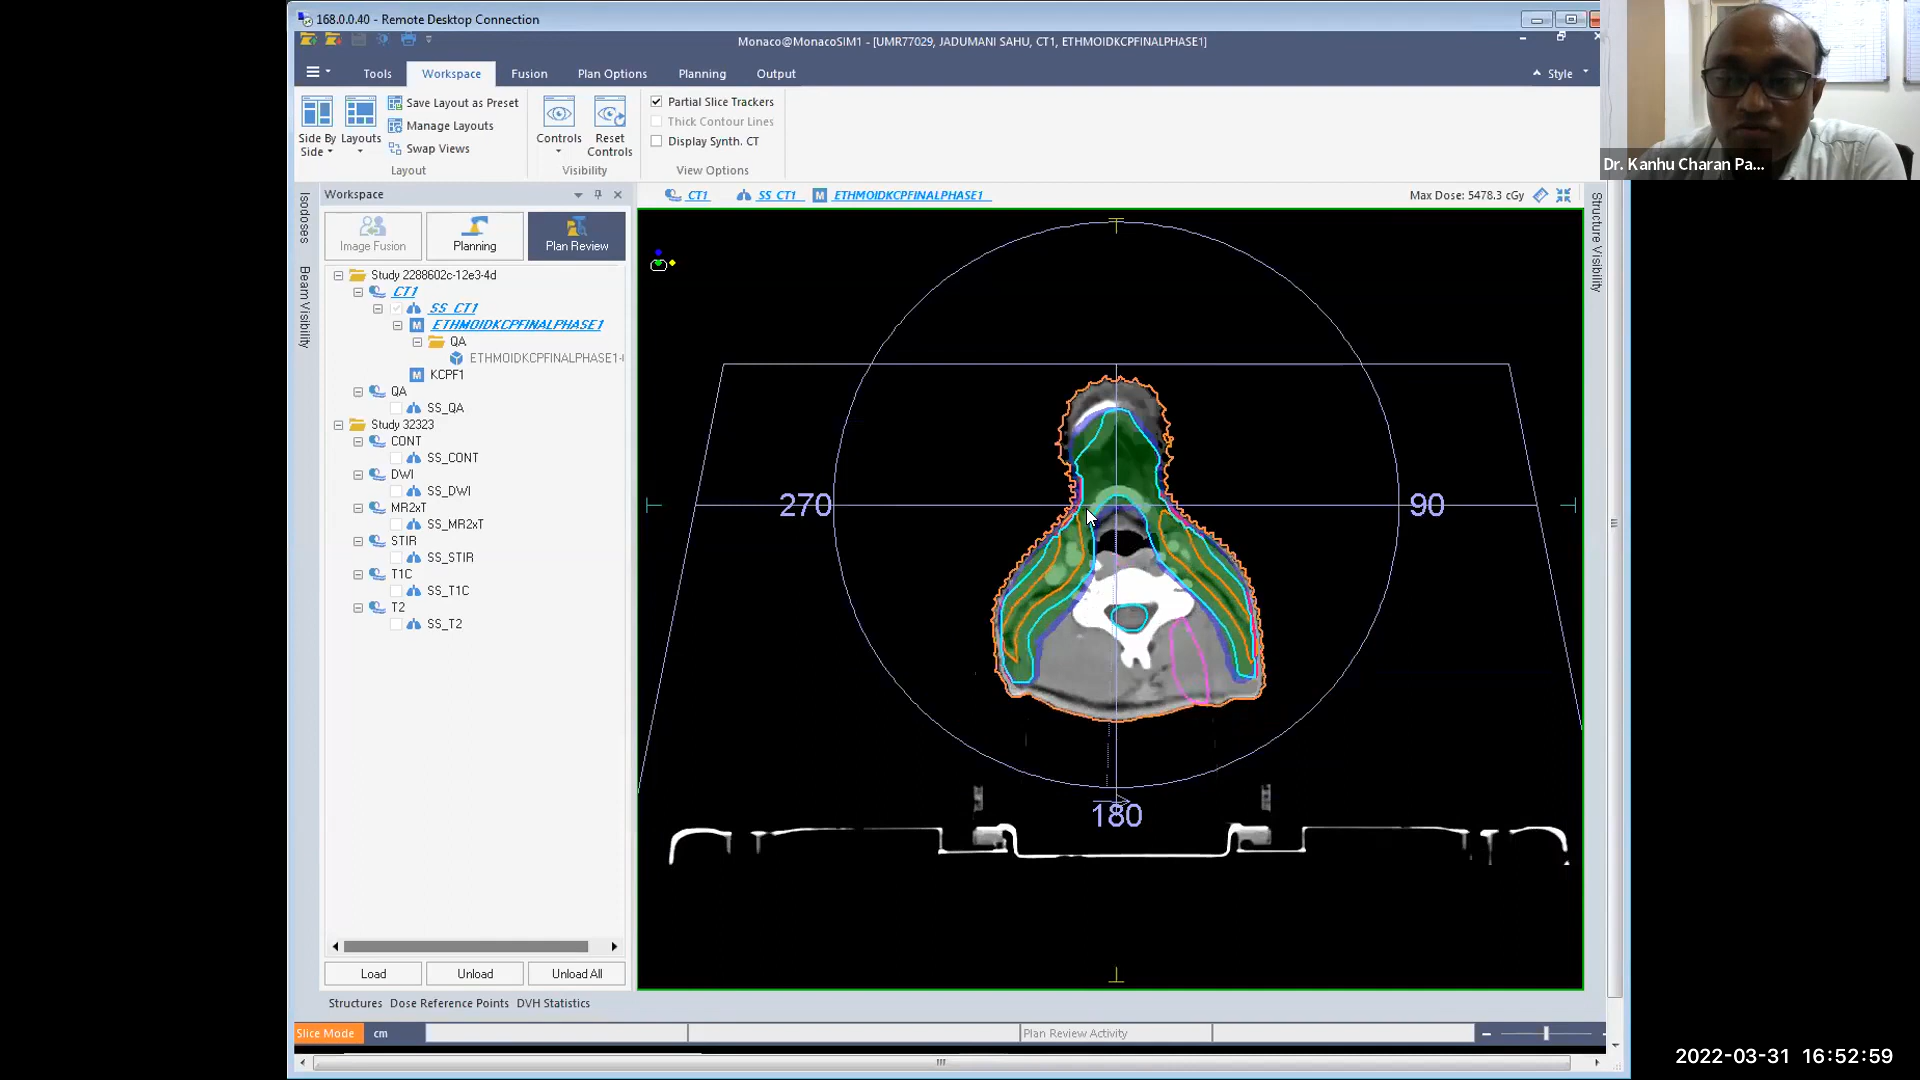 168.0.0.40 - Remote Desktop Connection
Monaco@MonacoSIM1 - [UMR77029, JADUMANI SAHU, CT1, ETHMOIDKCPFINALPHASE1]
Tools Workspace Fusion Plan Options Planning Output Style
Side By Side
Layouts
Save Layout as Preset
Manage Layouts
Swap Views
Layout
Controls
Reset Controls
Visibility
Partial Slice Trackers
Thick Contour Lines
Display Synth. CT
View Options
Dr. Kanhu Charan Pa...
Isodoses
Beam Visibility
Workspace
Image Fusion
Planning
Plan Review
Study 2288602c-12e3-4d
CT1
SS_CT1
ETHMOIDKCPFINALPHASE1
QA
ETHMOIDKCPFINALPHASE1-
KCPF1
QA
SS_QA
Study 32323
CONT
SS_CONT
DWI
SS_DWI
MR2xT
SS_MR2xT
STIR
SS_STIR
T1C
SS_T1C
T2
SS_T2
Load Unload Unload All
Structures Dose Reference Points DVH Statistics
CT1 SS_CT1 M ETHMOIDKCPFINALPHASE1
Max Dose: 5478.3 cGy
Structure Visibility
270
90
180
Slice Mode cm
Plan Review Activity
2022-03-31 16:52:59